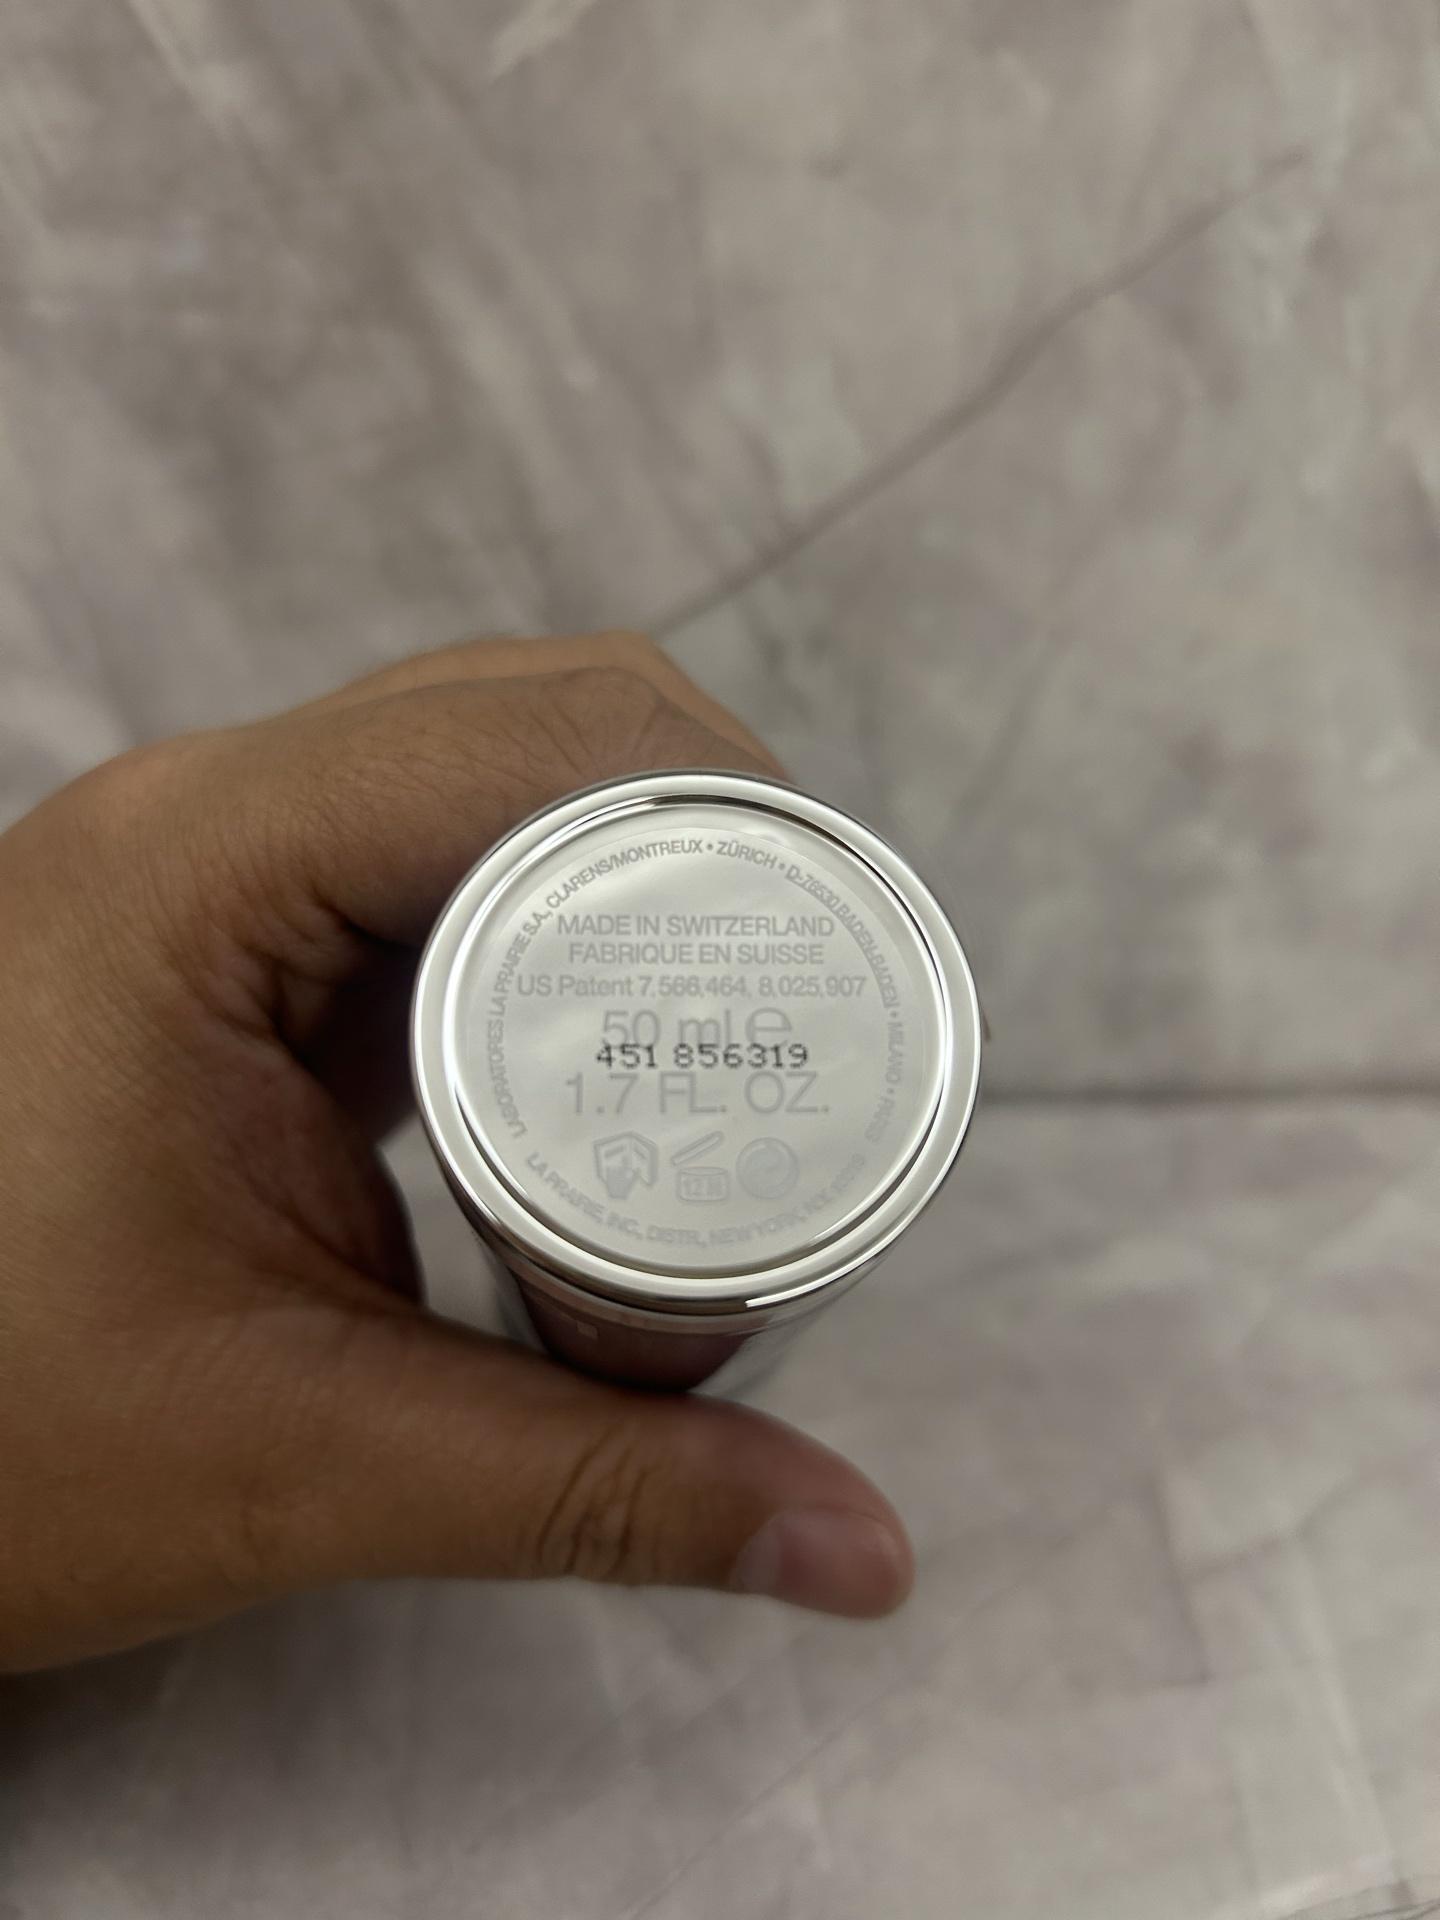 LABORATORES LA PRAIRIE S.A., CLARENS/MONTREUX • ZÜRICH • D-76530 BADEN-BADEN • MILANO • PARIS
MADE IN SWITZERLAND
FABRIQUE EN SUISSE
US Patent 7,566,464, 8,025,907
50 ml e
451 856319
1.7 FL. OZ.
12 M
LA PRAIRIE, INC., DISTR., NEW YORK, N.Y.